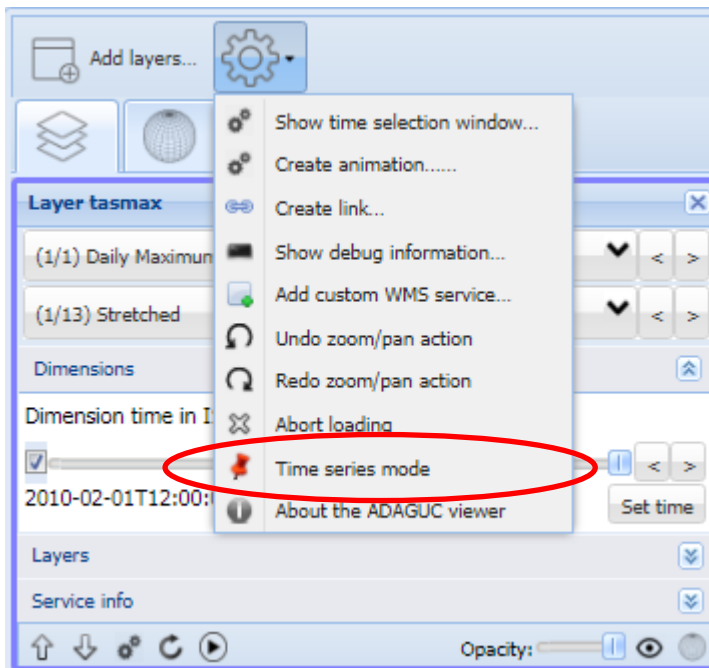 Add layers...
Show time selection window...
Create animation......
Create link...
Show debug information...
Add custom WMS service...
Undo zoom/pan action
Redo zoom/pan action
Abort loading
Time series mode
About the ADAGUC viewer
Layer tasmax
(1/1) Daily Maximum
< >
(1/13) Stretched
< >
Dimensions
Dimension time in
< >
2010-02-01T12:00:
Set time
Layers
Service info
Opacity: